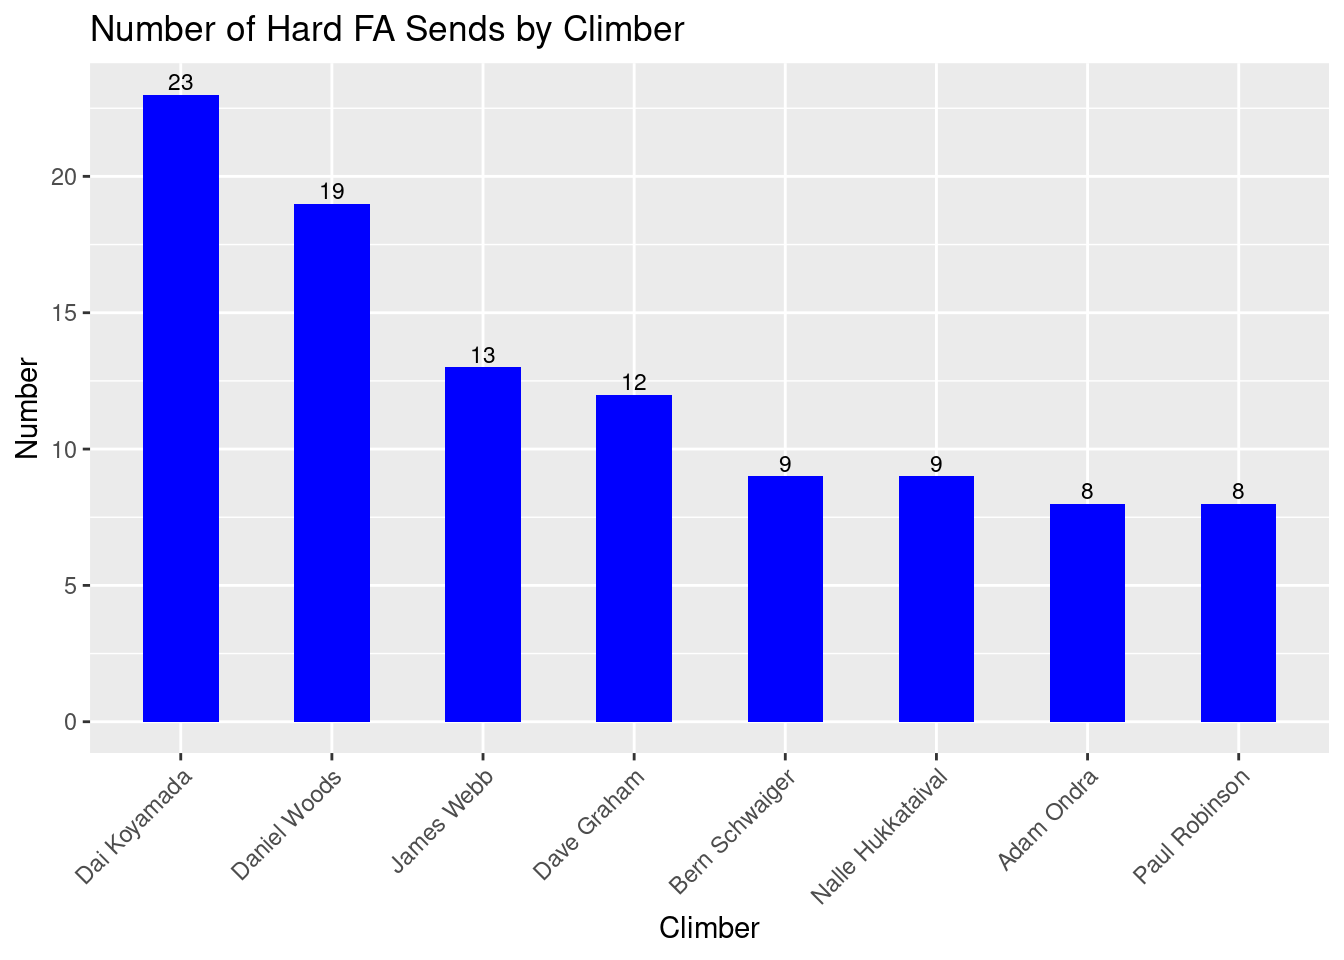 Number of Hard FA Sends by Climber
23
19
13
12
9
9
8
8
20
15
10
5
0
Number
Dai Koyamada
Daniel Woods
James Webb
Dave Graham
Bern Schwaiger
Nalle Hukkataival
Adam Ondra
Paul Robinson
Climber